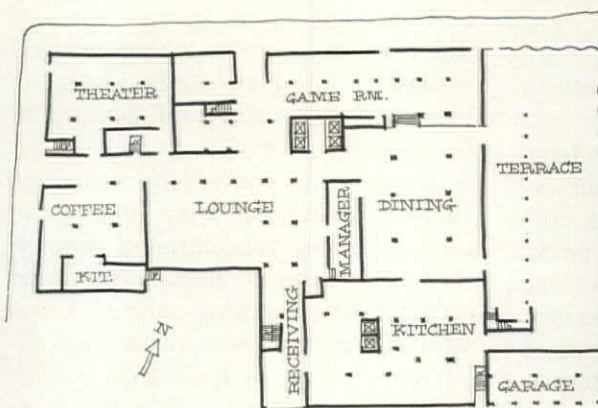 THEATER
GAME RM.
TERRACE
COFFEE
LOUNGE
MANAGER
DINING
KIT.
RECEIVING
KITCHEN
N
GARAGE